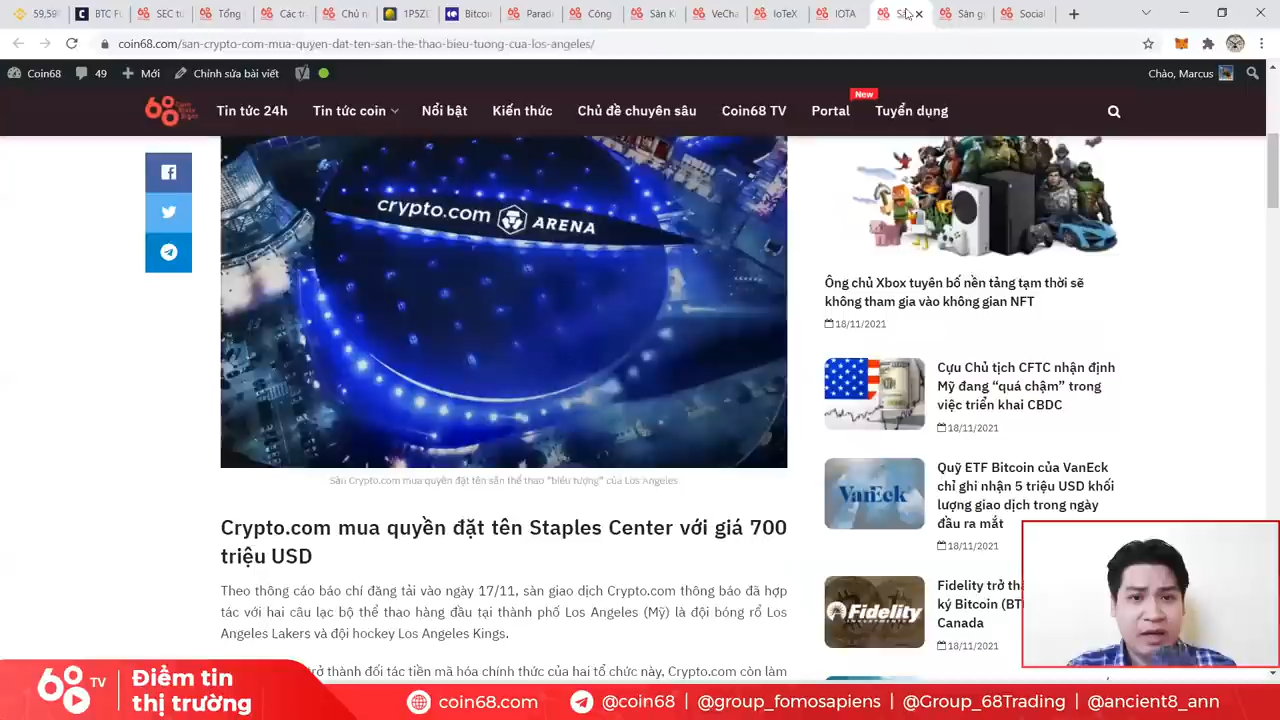 59,59
BTC F
SEC tư
Tổng
Các tr
Chủ n
1P5Z
Bitcoi
Parad
Công
Sàn K
VeCha
IoTeX
IOTA
Sàn g
Social
coin68.com/san-crypto-com-mua-quyen-dat-ten-san-the-thao-bieu-tuong-cua-los-angeles/
Coin68
49
Mới
Chỉnh sửa bài viết
Chào, Marcus
68
Tin tức 24h
Tin tức coin
Nổi bật
Kiến thức
Chủ đề chuyên sâu
Coin68 TV
Portal
New
Tuyển dụng
crypto.com ARENA
Sàn Crypto.com mua quyền đặt tên sân thể thao "biểu tượng" của Los Angeles
Crypto.com mua quyền đặt tên Staples Center với giá 700
triệu USD
Theo thông cáo báo chí đăng tải vào ngày 17/11, sàn giao dịch Crypto.com thông báo đã hợp
tác với hai câu lạc bộ thể thao hàng đầu tại thành phố Los Angeles (Mỹ) là đội bóng rổ Los
Angeles Lakers và đội hockey Los Angeles Kings.
trở thành đối tác tiền mã hóa chính thức của hai tổ chức này, Crypto.com còn làm
Ông chủ Xbox tuyên bố nền tảng tạm thời sẽ
không tham gia vào không gian NFT
18/11/2021
Cựu Chủ tịch CFTC nhận định
Mỹ đang “quá chậm” trong
việc triển khai CBDC
18/11/2021
VanEck
Quỹ ETF Bitcoin của VanEck
chỉ ghi nhận 5 triệu USD khối
lượng giao dịch trong ngày
đầu ra mắt
18/11/2021
Fidelity
INVESTMENTS
Fidelity trở th
ký Bitcoin (BT
Canada
18/11/2021
68 TV
Điểm tin
thị trường
coin68.com
@coin68 | @group_fomosapiens | @Group_68Trading | @ancient8_ann